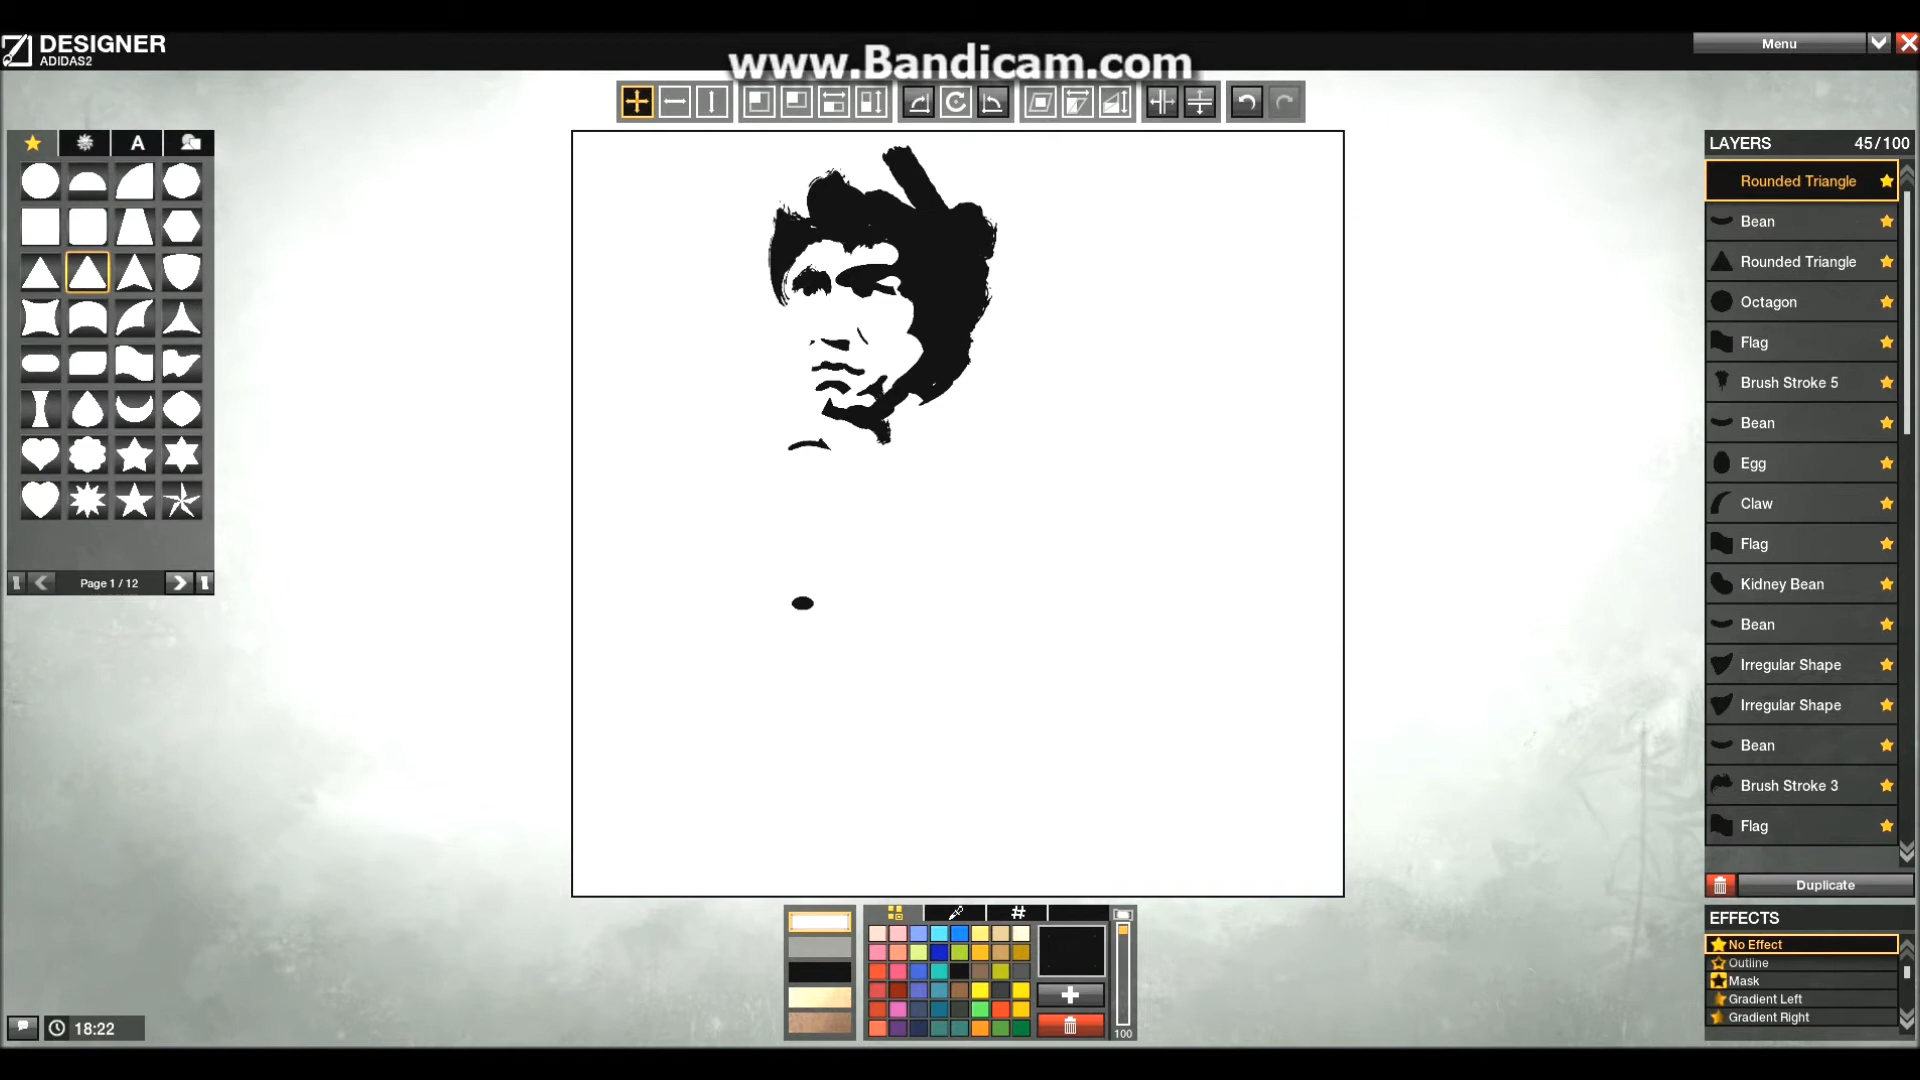 DESIGNER
ADIDAS2
www.Bandicam.com
Menu
A
LAYERS 45/100
Rounded Triangle
Bean
Rounded Triangle
Octagon
Flag
Brush Stroke 5
Bean
Egg
Claw
Flag
Kidney Bean
Bean
Irregular Shape
Irregular Shape
Bean
Brush Stroke 3
Flag
Duplicate
Page 1 / 12
EFFECTS
No Effect
Outline
Mask
Gradient Left
Gradient Right
#
100
18:22